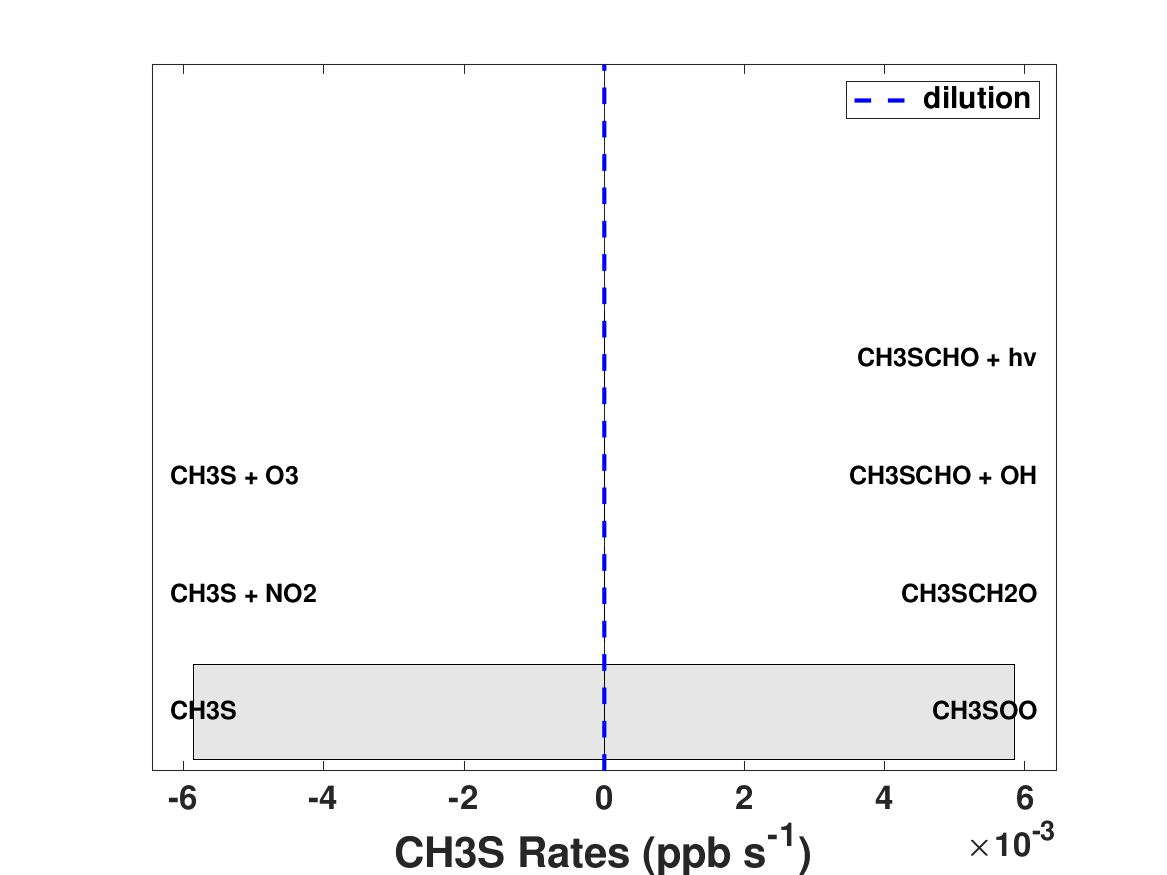 dilution
CH3SCHO + hv
CH3S + O3 CH3SCHO + OH
CH3S + NO2 CH3SCH2O
CH3S CH3SOO
-6 -4 -2 0 2 4 6
×10-3
CH3S Rates (ppb s-1)